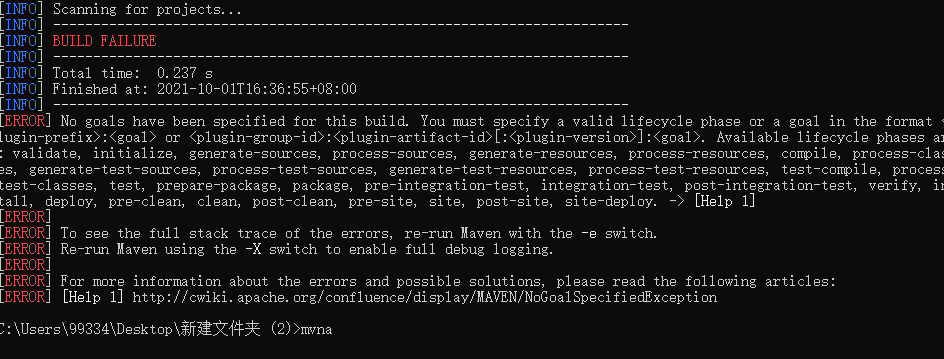 [INFO] Scanning for projects...
[INFO] ------------------------------------------------------------------------
[INFO] BUILD FAILURE
[INFO] ------------------------------------------------------------------------
[INFO] Total time:  0.237 s
[INFO] Finished at: 2021-10-01T16:36:55+08:00
[INFO] ------------------------------------------------------------------------
[ERROR] No goals have been specified for this build. You must specify a valid lifecycle phase or a goal in the format <
plugin-prefix>:<goal> or <plugin-group-id>:<plugin-artifact-id>[:<plugin-version>]:<goal>. Available lifecycle phases ar
: validate, initialize, generate-sources, process-sources, generate-resources, process-resources, compile, process-clas
es, generate-test-sources, process-test-sources, generate-test-resources, process-test-resources, test-compile, process
test-classes, test, prepare-package, package, pre-integration-test, integration-test, post-integration-test, verify, in
tall, deploy, pre-clean, clean, post-clean, pre-site, site, post-site, site-deploy. -> [Help 1]
[ERROR]
[ERROR] To see the full stack trace of the errors, re-run Maven with the -e switch.
[ERROR] Re-run Maven using the -X switch to enable full debug logging.
[ERROR]
[ERROR] For more information about the errors and possible solutions, please read the following articles:
[ERROR] [Help 1] http://cwiki.apache.org/confluence/display/MAVEN/NoGoalSpecifiedException
C:\Users\99334\Desktop\新建文件夹 (2)>mvna